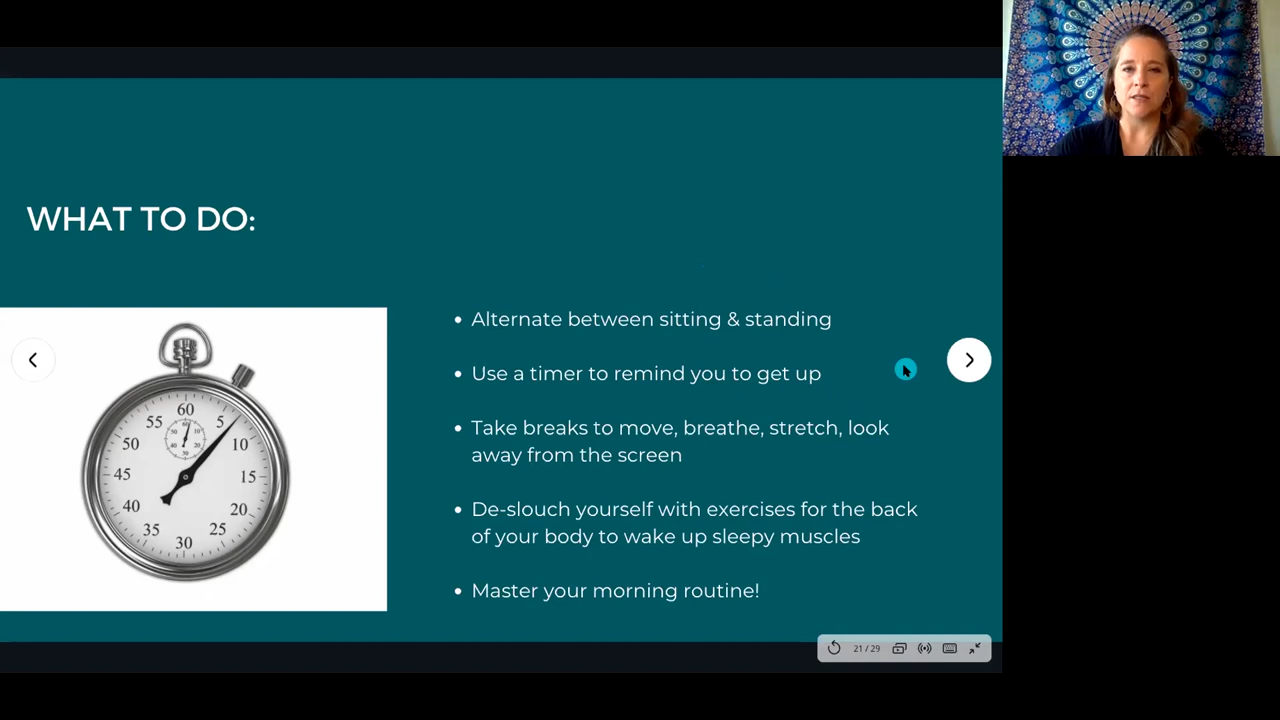 WHAT TO DO:
60
5
10
15
20
25
30
35
40
45
50
55
• Alternate between sitting & standing
• Use a timer to remind you to get up
• Take breaks to move, breathe, stretch, look
away from the screen
• De-slouch yourself with exercises for the back
of your body to wake up sleepy muscles
• Master your morning routine!
21 / 29